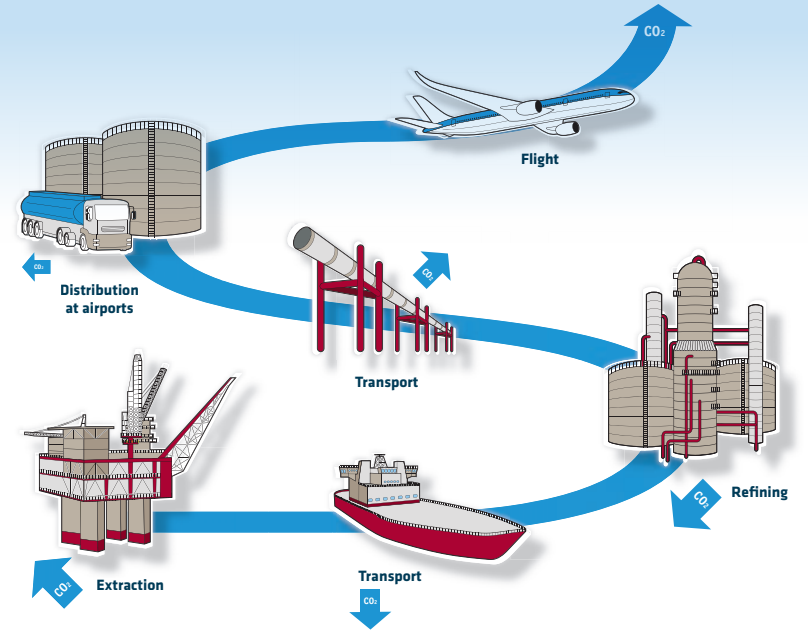 CO₂
Flight
CO₂
Distribution
at airports
CO₂
Transport
CO₂
Refining
Extraction
CO₂
Transport
CO₂